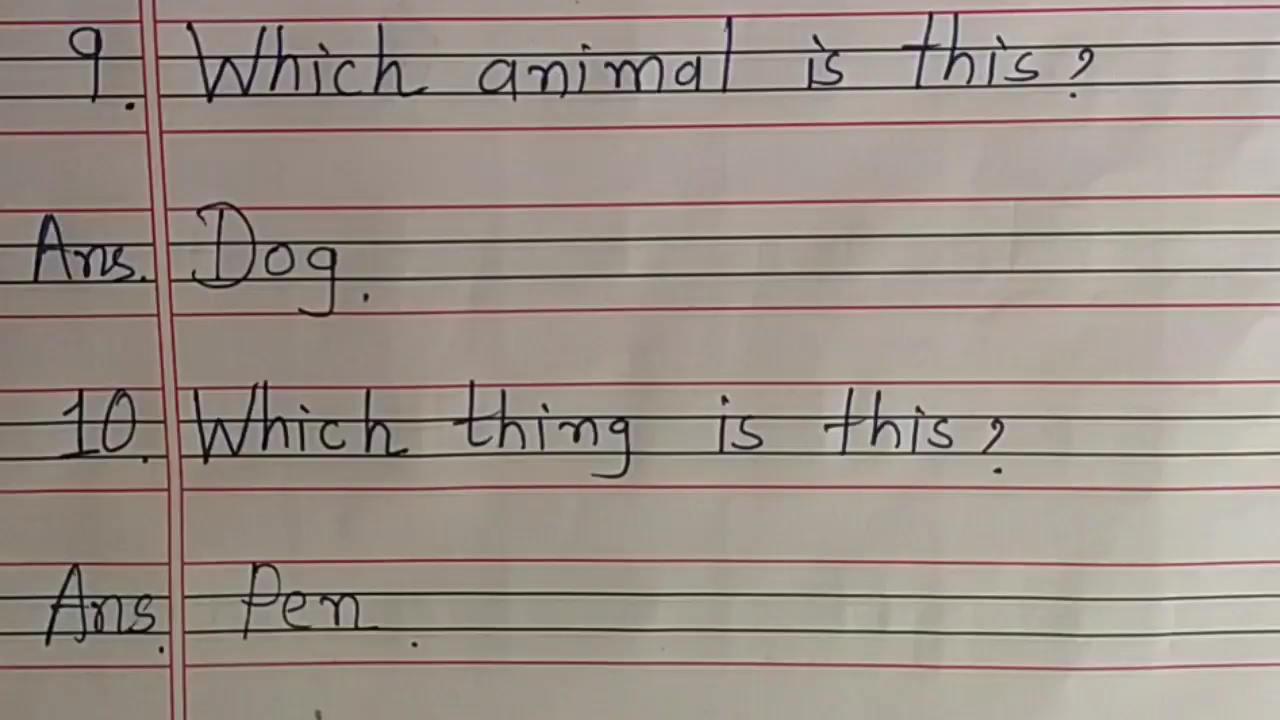 9. Which animal is this?
Ans. Dog.
10. Which thing is this?
Ans. Pen.